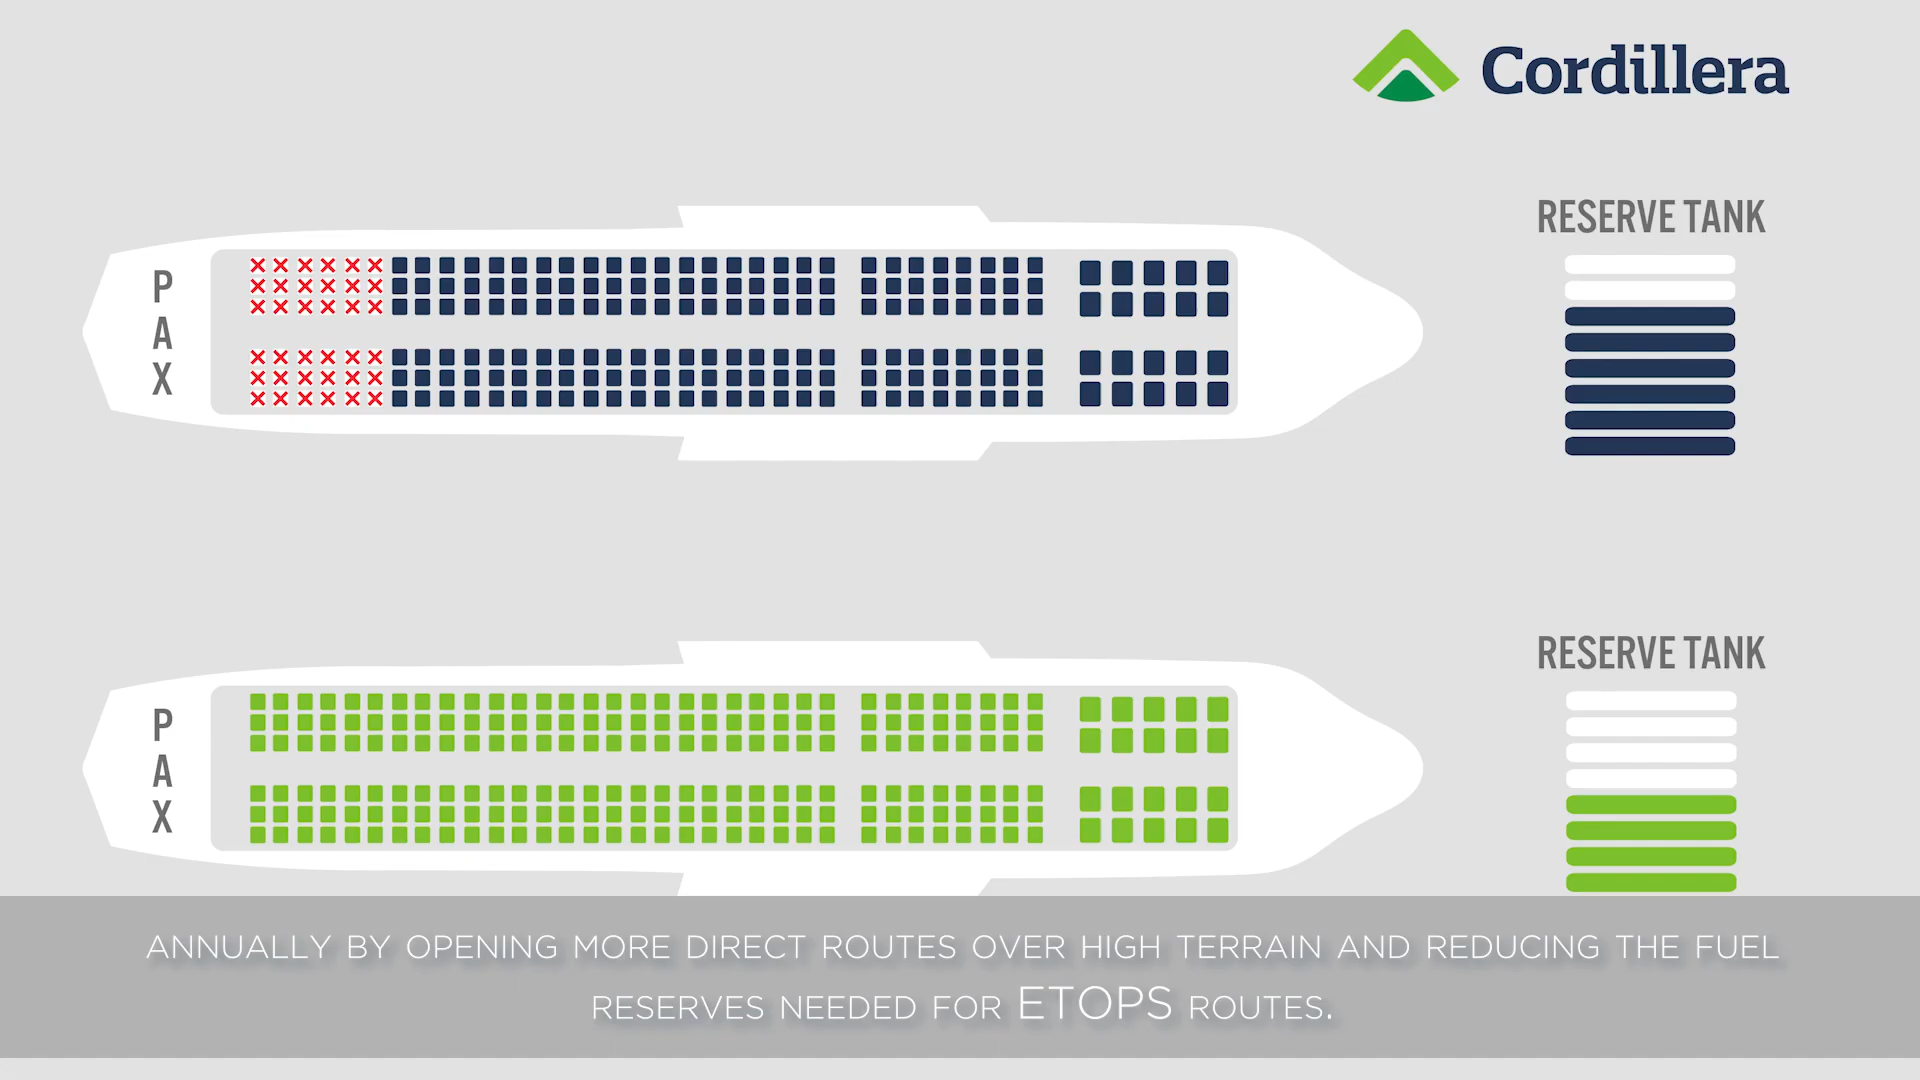 Cordillera
RESERVE TANK
P
A
X
RESERVE TANK
P
A
X
ANNUALLY BY OPENING MORE DIRECT ROUTES OVER HIGH TERRAIN AND REDUCING THE FUEL
RESERVES NEEDED FOR ETOPS ROUTES.